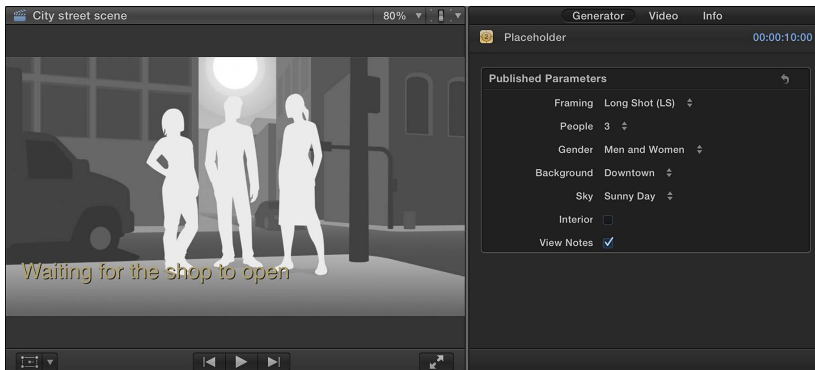 City street scene
80%
Generator Video Info
Placeholder 00:00:10:00
Published Parameters
Framing Long Shot (LS)
People 3
Gender Men and Women
Background Downtown
Sky Sunny Day
Interior
View Notes
Waiting for the shop to open